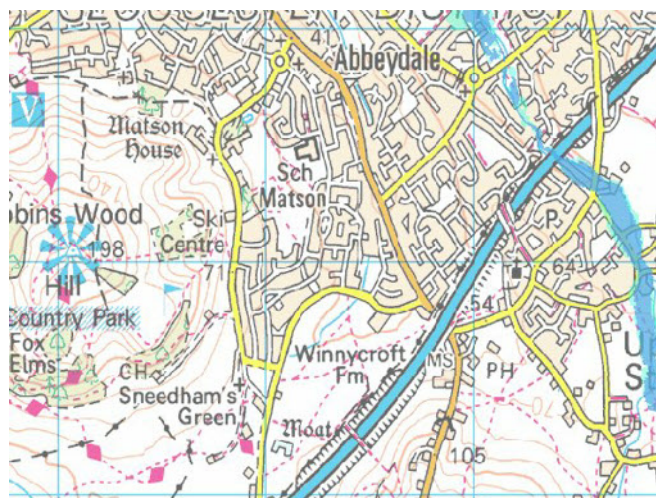 41
Abbeydale
V
Matson
House
Sch
Matson
bins Wood
Ski
Centre
P
198
71
64
Hill
54
Country Park
Fox
Elms
Winnycroft
Fm
MS
PH
CH
Sneedham's
Green
70
Moat
105